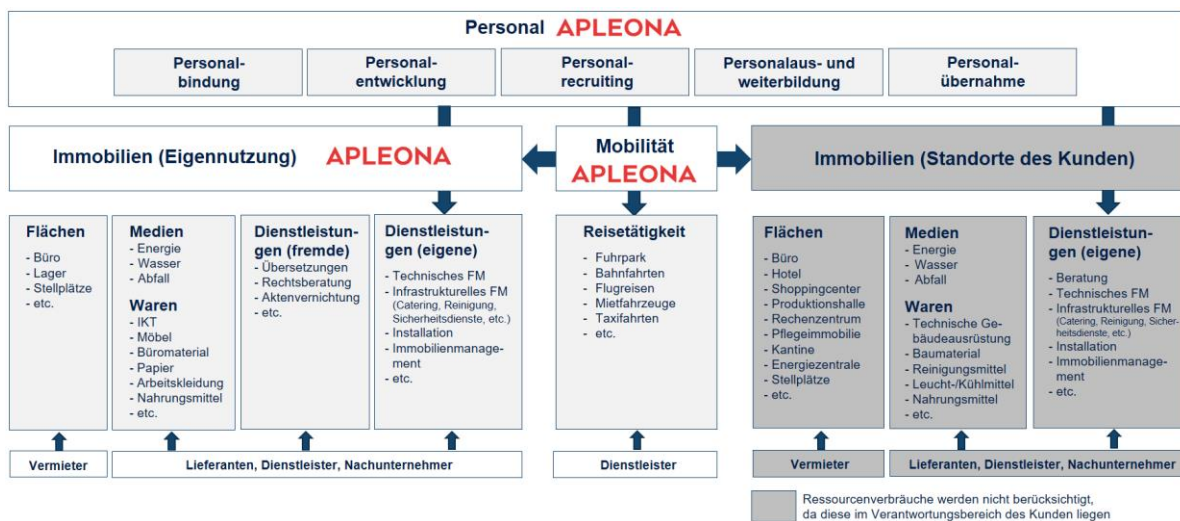 Personal APLEONA
Personal-
bindung
Personal-
entwicklung
Personal-
recruiting
Personalaus- und
weiterbildung
Personal-
übernahme
Immobilien (Eigennutzung) APLEONA
Mobilität
APLEONA
Immobilien (Standorte des Kunden)
Flächen
- Büro
- Lager
- Stellplätze
- etc.
Medien
- Energie
- Wasser
- Abfall
Waren
- IKT
- Möbel
- Büromaterial
- Papier
- Arbeitskleidung
- Nahrungsmittel
- etc.
Dienstleistun-
gen (fremde)
- Übersetzungen
- Rechtsberatung
- Aktenvernichtung
- etc.
Dienstleistun-
gen (eigene)
- Technisches FM
- Infrastrukturelles FM
(Catering, Reinigung,
Sicherheitsdienste, etc.)
- Installation
- Immobilienmanage-
ment
- etc.
Reisetätigkeit
- Fuhrpark
- Bahnfahrten
- Flugreisen
- Mietfahrzeuge
- Taxifahrten
- etc.
Flächen
- Büro
- Hotel
- Shoppingcenter
- Produktionshalle
- Rechenzentrum
- Pflegeimmobilie
- Kantine
- Energiezentrale
- Stellplätze
- etc.
Medien
- Energie
- Wasser
- Abfall
Waren
- Technische Ge-
bäudeausrüstung
- Baumaterial
- Reinigungsmittel
- Leucht-/Kühlmittel
- Nahrungsmittel
- etc.
Dienstleistun-
gen (eigene)
- Beratung
- Technisches FM
- Infrastrukturelles FM
(Catering, Reinigung, Sicher-
heitsdienste, etc.)
- Installation
- Immobilienmanage-
ment
- etc.
Vermieter
Lieferanten, Dienstleister, Nachunternehmer
Dienstleister
Vermieter
Lieferanten, Dienstleister, Nachunternehmer
Ressourcenverbräuche werden nicht berücksichtigt,
da diese im Verantwortungsbereich des Kunden liegen